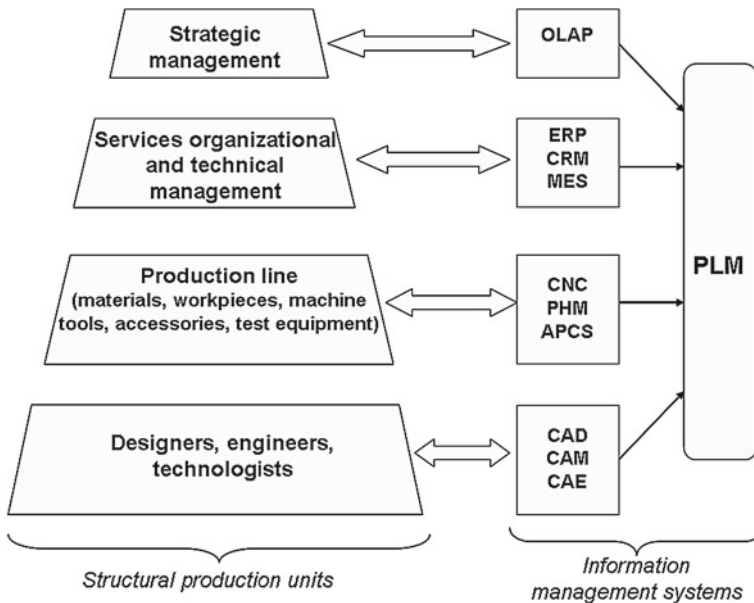 Strategic
management
OLAP
Services organizational
and technical
management
ERP
CRM
MES
Production line
(materials, workpieces, machine
tools, accessories, test equipment)
CNC
PHM
APCS
PLM
Designers, engineers,
technologists
CAD
CAM
CAE
Structural production units
Information
management systems